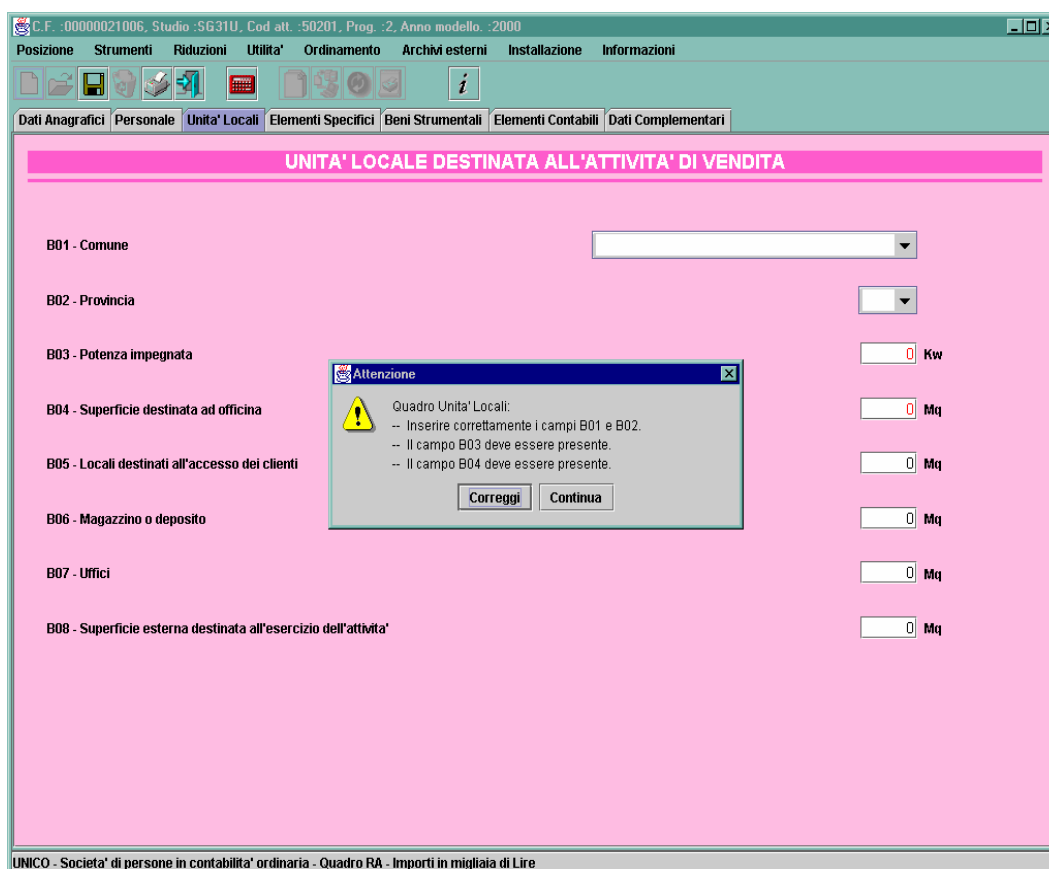 C.F. :00000021006, Studio :SG31U, Cod att. :50201, Prog. :2, Anno modello. :2000
Posizione Strumenti Riduzioni Utilita' Ordinamento Archivi esterni Installazione Informazioni
i
Dati Anagrafici Personale Unita' Locali Elementi Specifici Beni Strumentali Elementi Contabili Dati Complementari
UNITA' LOCALE DESTINATA ALL'ATTIVITA' DI VENDITA
B01 - Comune
B02 - Provincia
B03 - Potenza impegnata 0 Kw
Attenzione
Quadro Unita' Locali:
-- Inserire correttamente i campi B01 e B02.
-- Il campo B03 deve essere presente.
-- Il campo B04 deve essere presente.
Correggi Continua
B04 - Superficie destinata ad officina 0 Mq
B05 - Locali destinati all'accesso dei clienti 0 Mq
B06 - Magazzino o deposito 0 Mq
B07 - Uffici 0 Mq
B08 - Superficie esterna destinata all'esercizio dell'attivita' 0 Mq
UNICO - Societa' di persone in contabilita' ordinaria - Quadro RA - Importi in migliaia di Lire